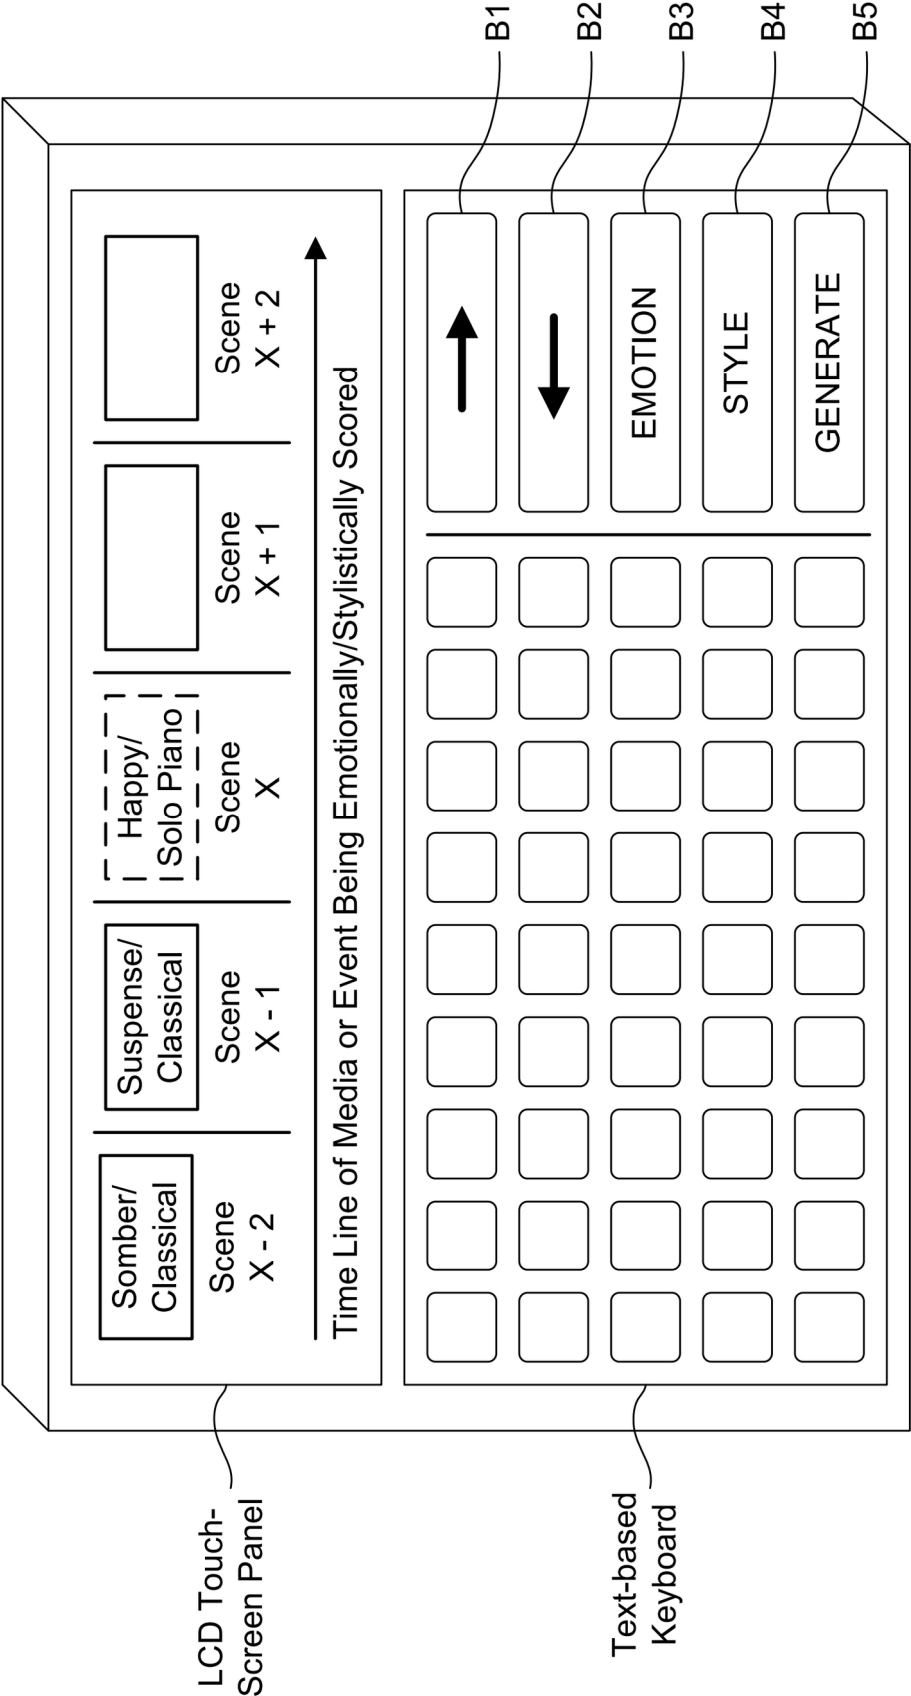 LCD Touch-
Screen Panel
Somber/
Classical
Scene
X - 2
Suspense/
Classical
Scene
X - 1
Happy/
Solo Piano
Scene
X
Scene
X + 1
Scene
X + 2
Time Line of Media or Event Being Emotionally/Stylistically Scored
Text-based
Keyboard
B1
B2
EMOTION
B3
STYLE
B4
GENERATE
B5